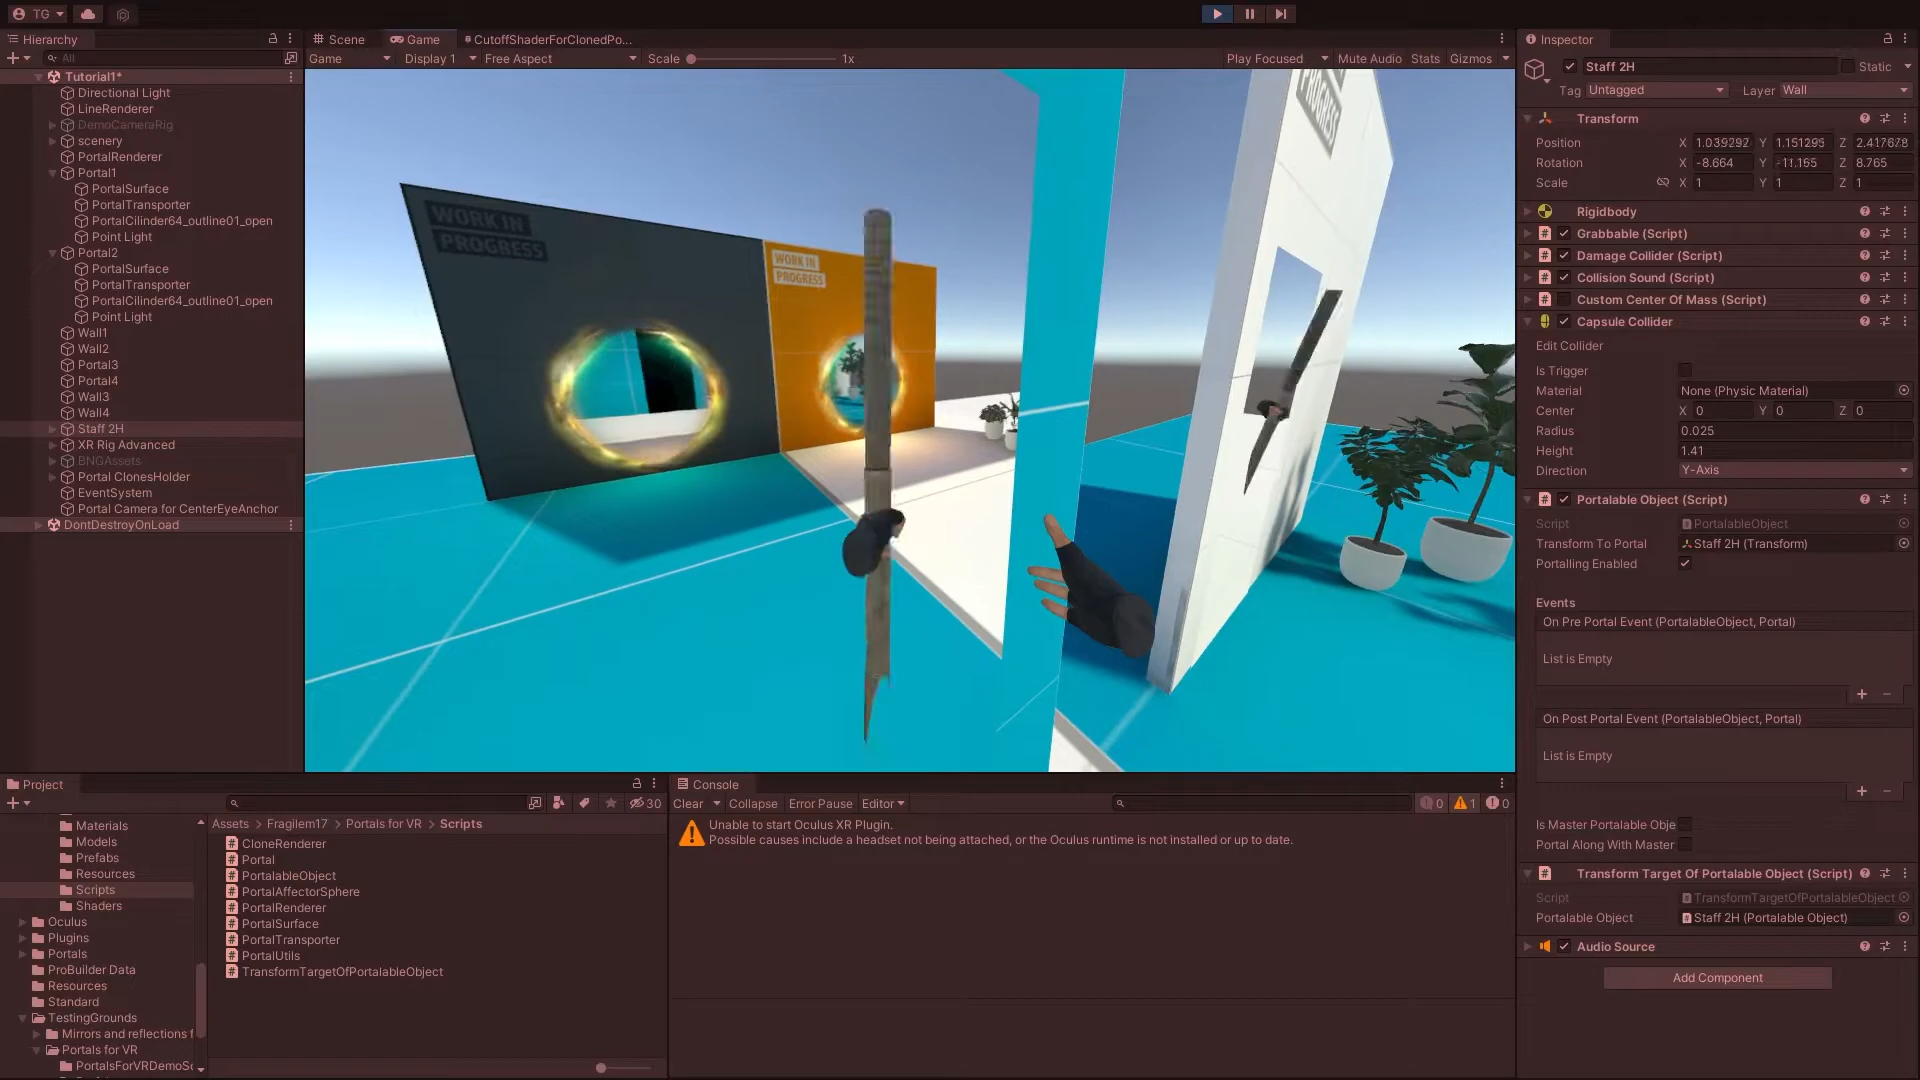 TG
Hierarchy
All
Tutorial1*
Directional Light
LineRenderer
DemoCameraRig
scenery
PortalRenderer
Portal1
PortalSurface
PortalTransporter
PortalCilinder64_outline01_open
Point Light
Portal2
PortalSurface
PortalTransporter
PortalCilinder64_outline01_open
Point Light
Wall1
Wall2
Portal3
Portal4
Wall3
Wall4
Staff 2H
XR Rig Advanced
BNGAssets
Portal ClonesHolder
EventSystem
Portal Camera for CenterEyeAnchor
DontDestroyOnLoad
Scene
Game
CutoffShaderForClonedPo...
Game
Display 1
Free Aspect
Scale
1x
Play Focused
Mute Audio
Stats
Gizmos
WORK IN
PROGRESS
WORK IN
PROGRESS
PROGRESS
Inspector
Staff 2H
Static
Tag Untagged
Layer Wall
Transform
Position X 1.039292 Y 1.151295 Z 2.417678
Rotation X -8.664 Y -11.165 Z 8.765
Scale X 1 Y 1 Z 1
Rigidbody
Grabbable (Script)
Damage Collider (Script)
Collision Sound (Script)
Custom Center Of Mass (Script)
Capsule Collider
Edit Collider
Is Trigger
Material None (Physic Material)
Center X 0 Y 0 Z 0
Radius 0.025
Height 1.41
Direction Y-Axis
Portalable Object (Script)
Script PortalableObject
Transform To Portal Staff 2H (Transform)
Portalling Enabled
Events
On Pre Portal Event (PortalableObject, Portal)
List is Empty
On Post Portal Event (PortalableObject, Portal)
List is Empty
Is Master Portalable Obje
Portal Along With Master
Transform Target Of Portalable Object (Script)
Script TransformTargetOfPortalableObject
Portalable Object Staff 2H (Portalable Object)
Audio Source
Add Component
Project
30
Materials
Models
Prefabs
Resources
Scripts
Shaders
Oculus
Plugins
Portals
ProBuilder Data
Resources
Standard
TestingGrounds
Mirrors and reflections f
Portals for VR
PortalsForVRDemoSc
Assets > Fragilem17 > Portals for VR > Scripts
CloneRenderer
Portal
PortalableObject
PortalAffectorSphere
PortalRenderer
PortalSurface
PortalTransporter
PortalUtils
TransformTargetOfPortalableObject
Console
Clear
Collapse
Error Pause
Editor
0
1
0
Unable to start Oculus XR Plugin.
Possible causes include a headset not being attached, or the Oculus runtime is not installed or up to date.